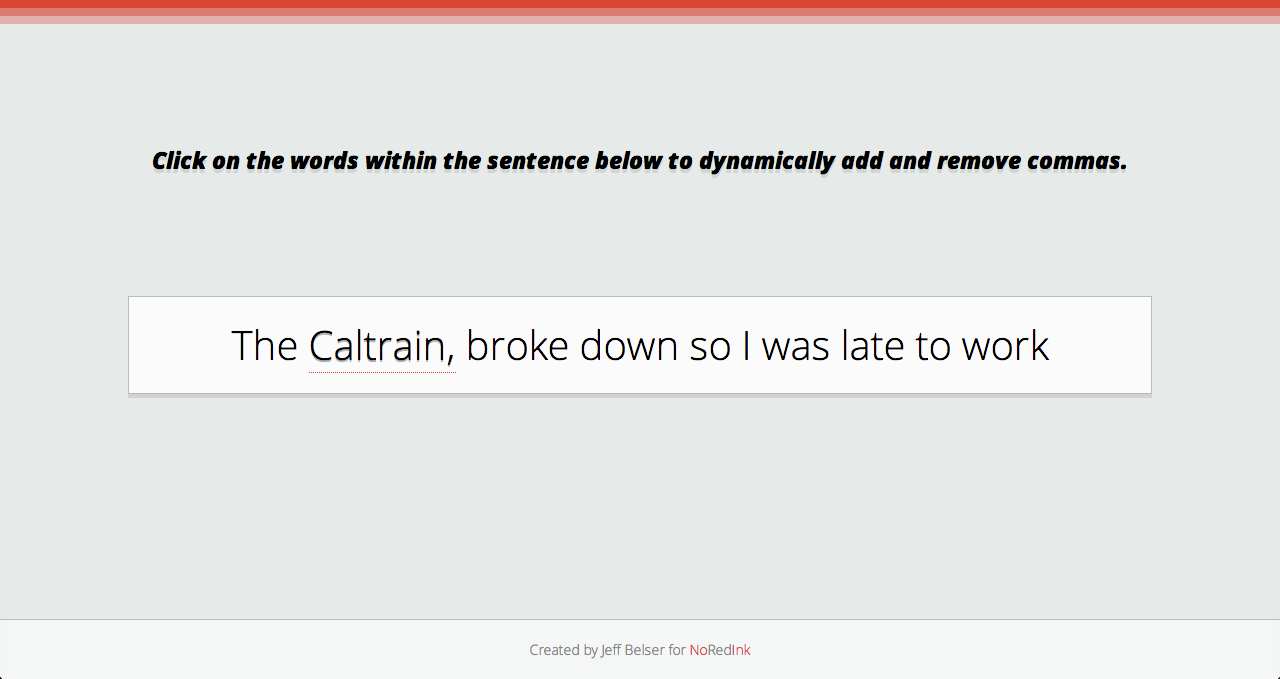 Click on the words within the sentence below to dynamically add and remove commas.
The Caltrain, broke down so I was late to work
Created by Jeff Belser for NoRedInk